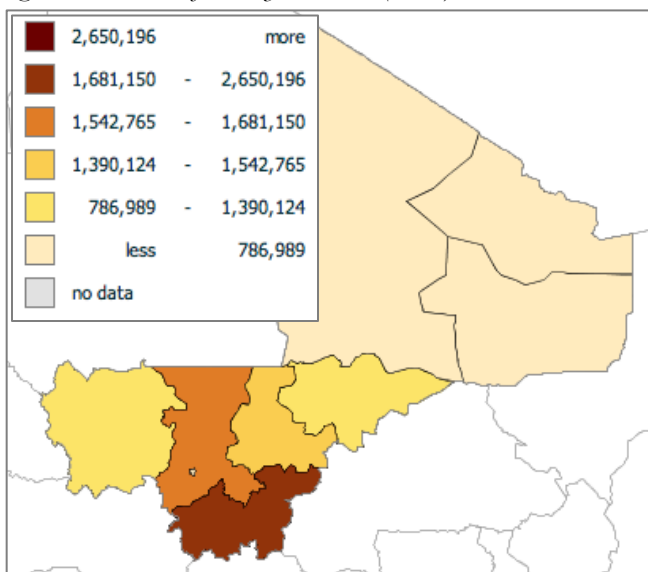 2,650,196 more
1,681,150 - 2,650,196
1,542,765 - 1,681,150
1,390,124 - 1,542,765
786,989 - 1,390,124
less 786,989
no data